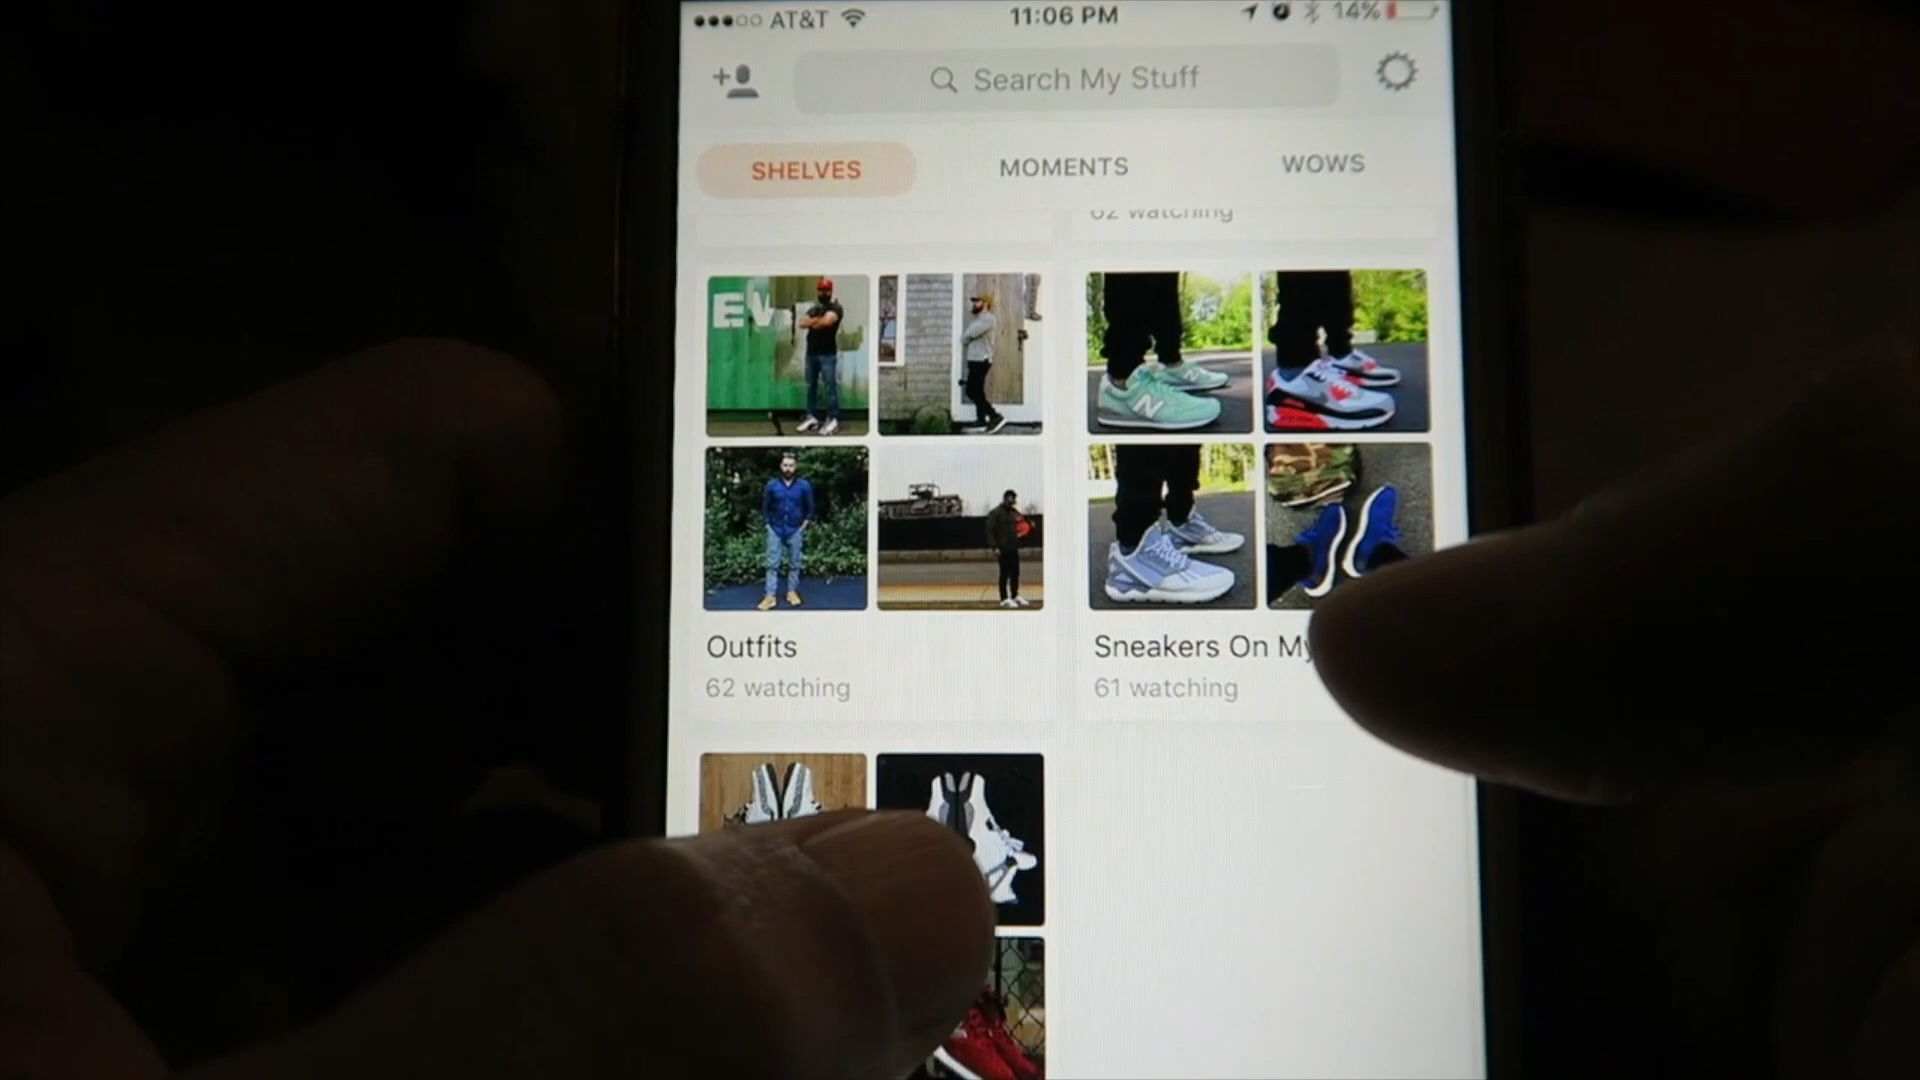 AT&T 11:06 PM 14%
Search My Stuff
SHELVES MOMENTS WOWS
62 watching
EV
N
Outfits
62 watching
Sneakers On My
61 watching